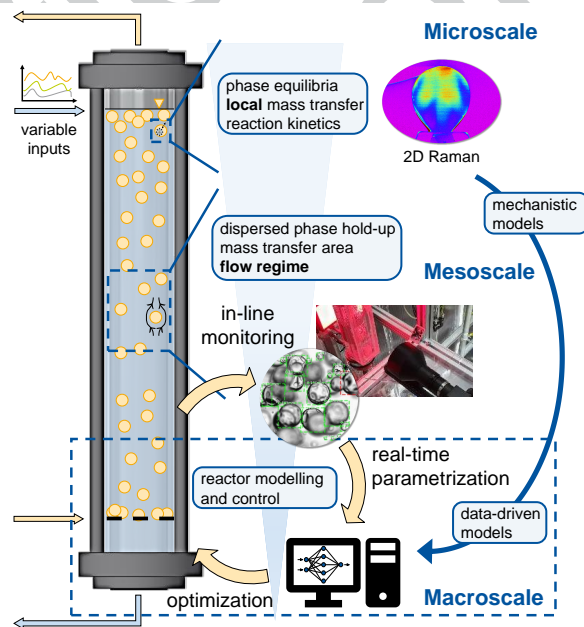 Microscale
phase equilibria
local mass transfer
reaction kinetics
variable
inputs
2D Raman
mechanistic
models
dispersed phase hold-up
mass transfer area
flow regime
Mesoscale
in-line
monitoring
real-time
parametrization
reactor modelling
and control
data-driven
models
optimization
Macroscale